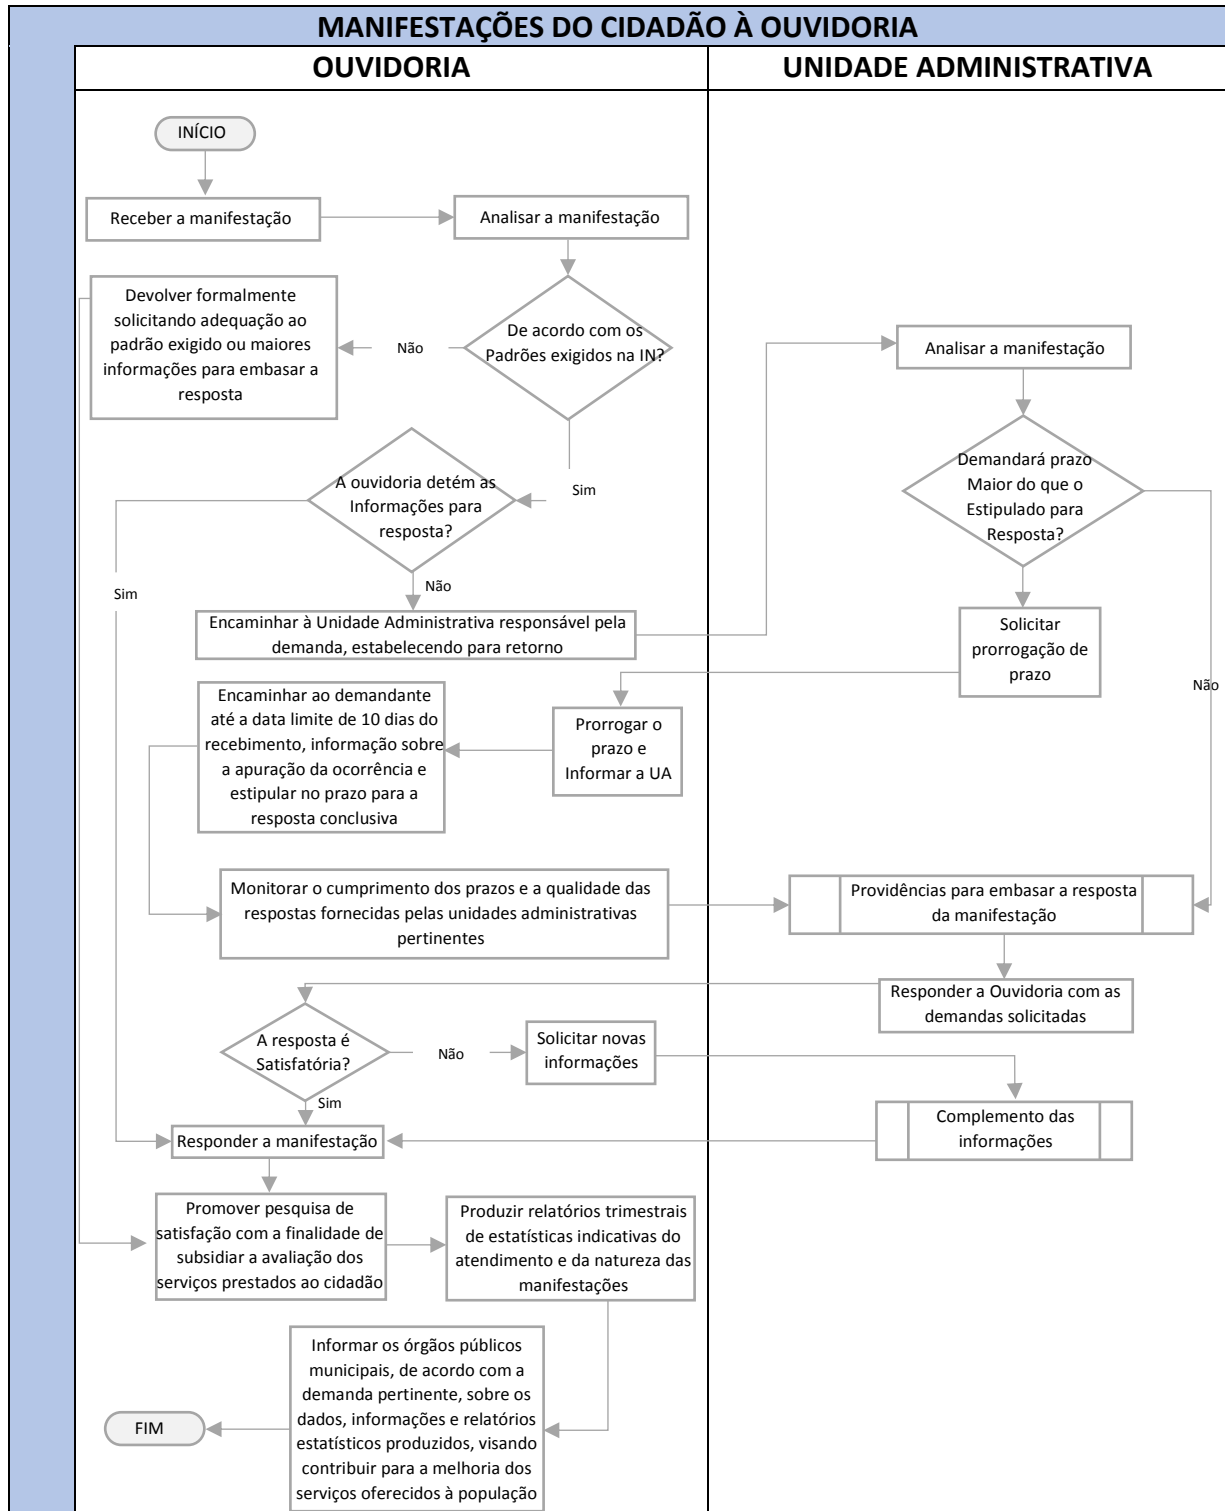 MANIFESTAÇÕES DO CIDADÃO À OUVIDORIA
OUVIDORIA
UNIDADE ADMINISTRATIVA
INÍCIO
Receber a manifestação
Analisar a manifestação
Devolver formalmente
solicitando adequação ao
padrão exigido ou maiores
informações para embasar a
resposta
Não
De acordo com os
Padrões exigidos na IN?
Analisar a manifestação
Sim
A ouvidoria detém as
Informações para
resposta?
Demandará prazo
Maior do que o
Estipulado para
Resposta?
Sim
Não
Encaminhar à Unidade Administrativa responsável pela
demanda, estabelecendo para retorno
Solicitar
prorrogação de
prazo
Não
Encaminhar ao demandante
até a data limite de 10 dias do
recebimento, informação sobre
a apuração da ocorrência e
estipular no prazo para a
resposta conclusiva
Prorrogar o
prazo e
Informar a UA
Monitorar o cumprimento dos prazos e a qualidade das
respostas fornecidas pelas unidades administrativas
pertinentes
Providências para embasar a resposta
da manifestação
Responder a Ouvidoria com as
demandas solicitadas
A resposta é
Satisfatória?
Não
Solicitar novas
informações
Sim
Complemento das
informações
Responder a manifestação
Promover pesquisa de
satisfação com a finalidade de
subsidiar a avaliação dos
serviços prestados ao cidadão
Produzir relatórios trimestrais
de estatísticas indicativas do
atendimento e da natureza das
manifestações
Informar os órgãos públicos
municipais, de acordo com a
demanda pertinente, sobre os
dados, informações e relatórios
estatísticos produzidos, visando
contribuir para a melhoria dos
serviços oferecidos à população
FIM